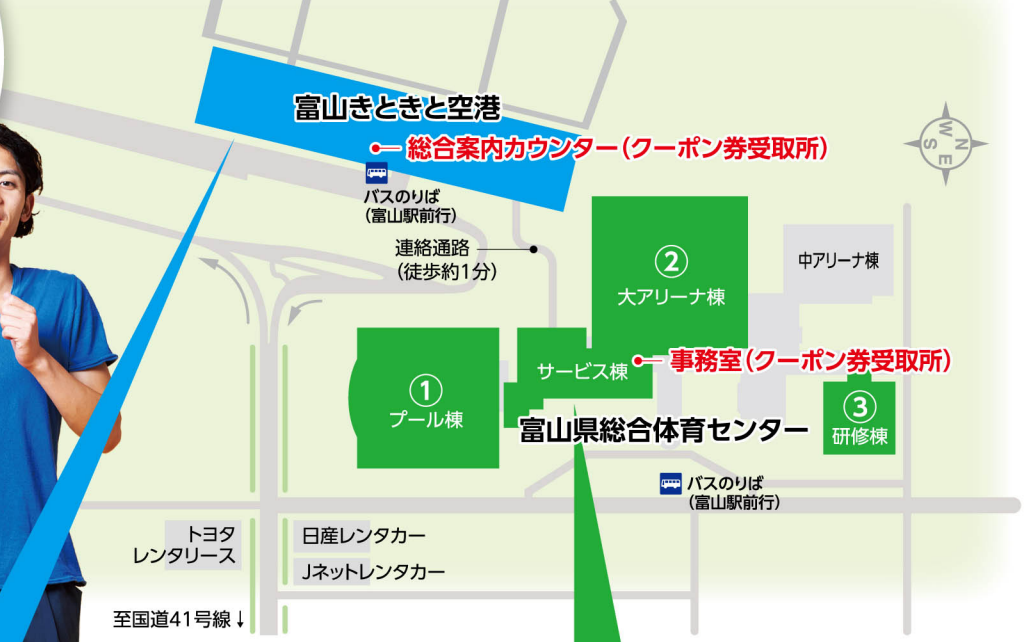 富山きときと空港
総合案内カウンター（クーポン券受取所）
バスのりば
（富山駅前行）
連絡通路
（徒歩約1分）
N
W
S
E
②
大アリーナ棟
中アリーナ棟
サービス棟
事務室（クーポン券受取所）
①
プール棟
富山県総合体育センター
③
研修棟
バスのりば
（富山駅前行）
トヨタ
レンタリース
日産レンタカー
Jネットレンタカー
至国道41号線↓